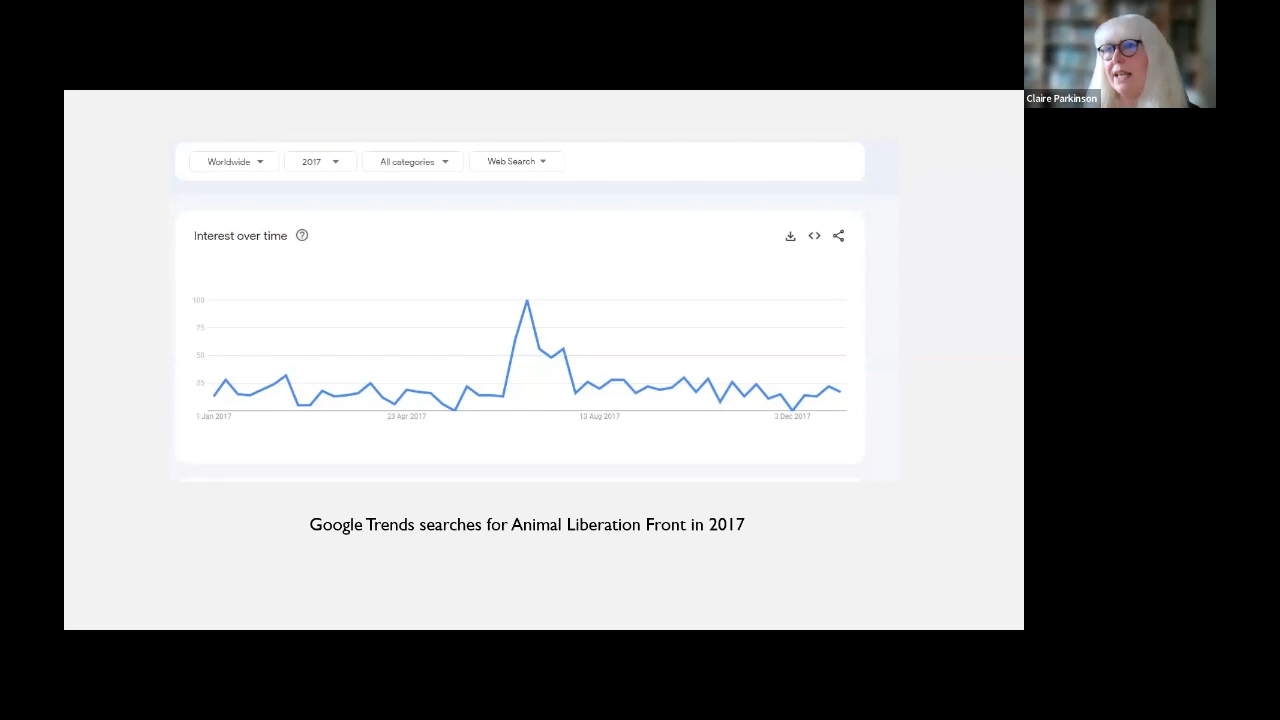 Claire Parkinson
Worldwide 2017 All categories Web Search
Interest over time
100
75
50
25
1 Jan 2017 23 Apr 2017 13 Aug 2017 3 Dec 2017
Google Trends searches for Animal Liberation Front in 2017